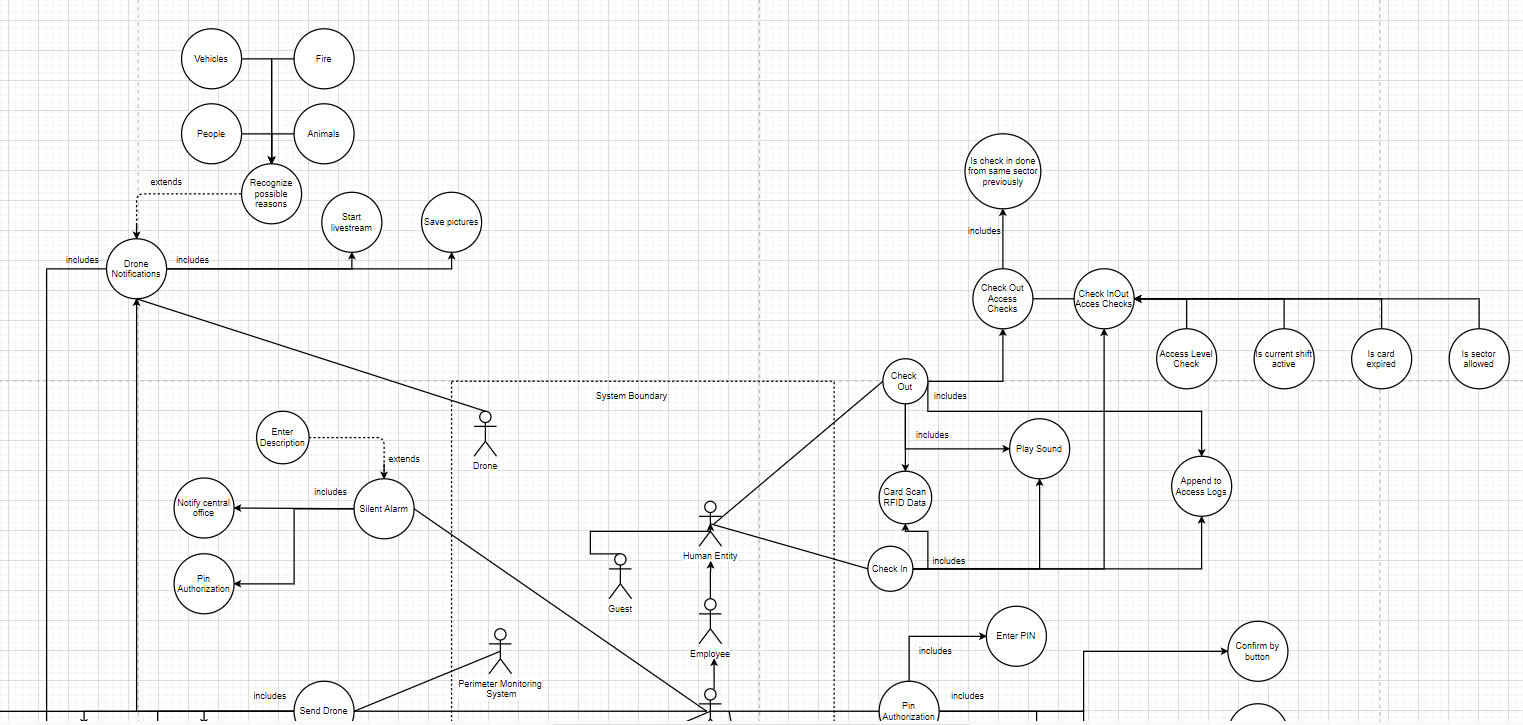 Vehicles
Fire
People
Animals
extends
Recognize
possible
reasons
Start
livestream
Save pictures
includes
Drone
Notifications
includes
Is check in done
from same sector
previously
includes
Check Out
Access
Checks
Check InOut
Acces Checks
Access Level
Check
Is current shift
active
Is card
expired
Is sector
allowed
System Boundary
Check
Out
includes
Enter
Description
extends
Drone
includes
Play Sound
includes
Notify central
office
Silent Alarm
Card Scan
RFID Data
Append to
Access Logs
Human Entity
includes
Check In
Pin
Authorization
Guest
Employee
Enter PIN
includes
Confirm by
button
Perimeter Monitoring
System
includes
Send Drone
includes
Pin
Authorization